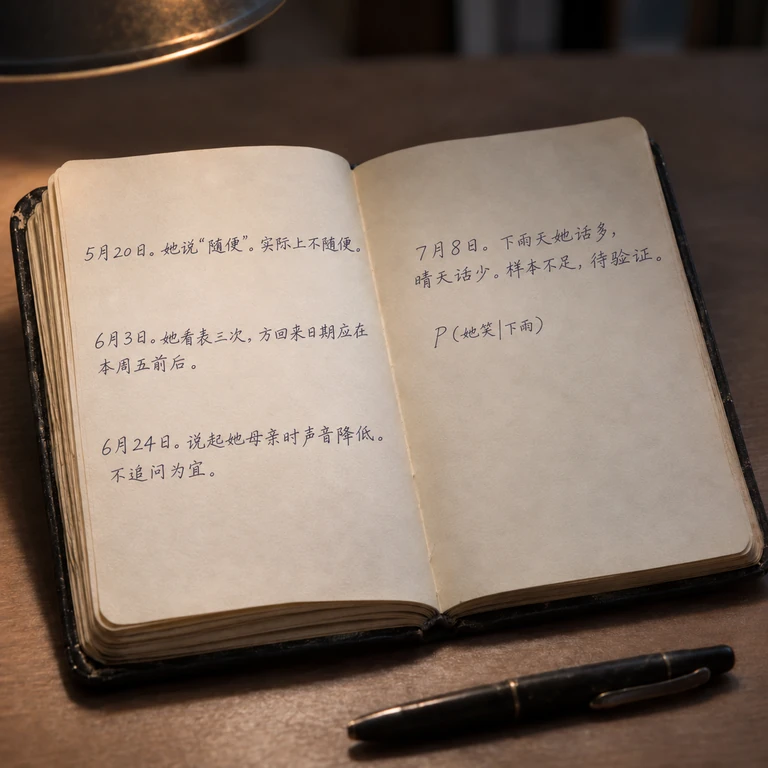 5月20日。她说“随便”。实际上不随便。
6月3日。她看表三次，方回来日期应在
本周五前后。
6月24日。说起她母亲时声音降低。
不追问为宜。
7月8日。下雨天她话多，
晴天话少。样本不足，待验证。
P(她笑|下雨)